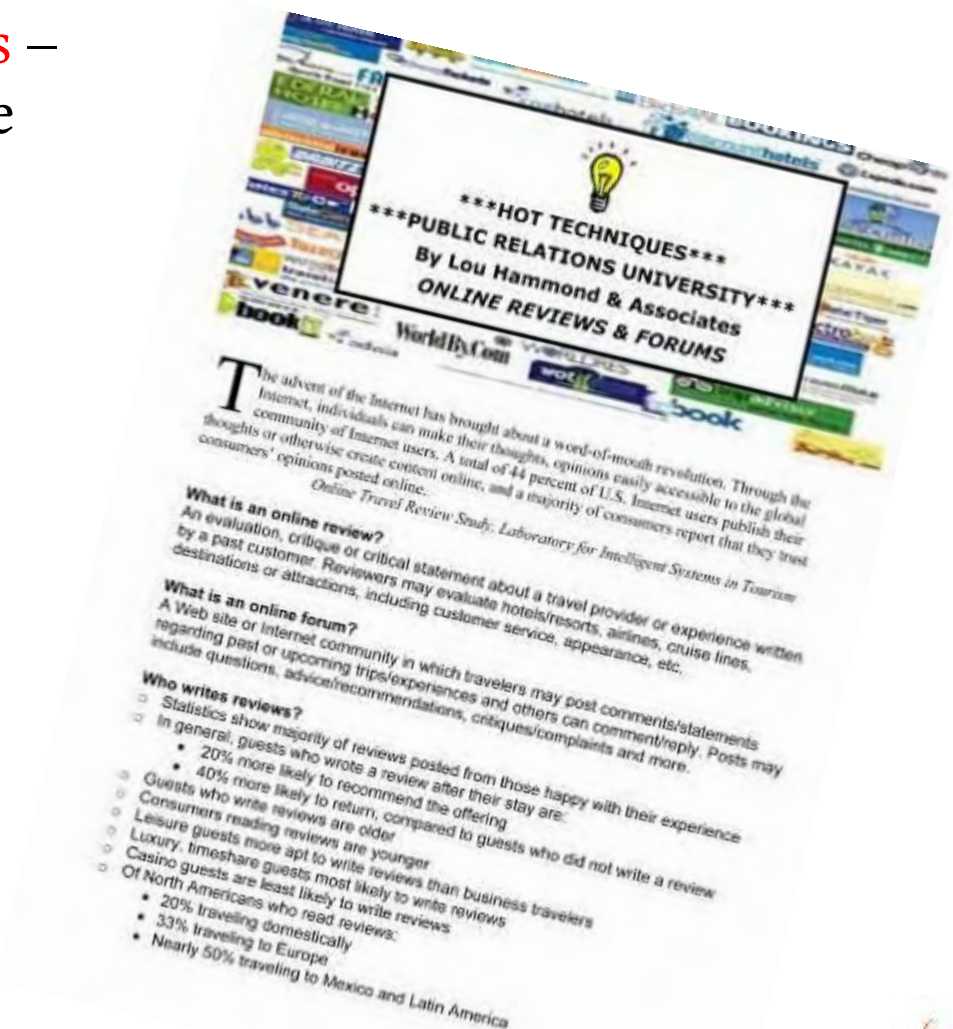 s –
e
***HOT TECHNIQUES***
***PUBLIC RELATIONS UNIVERSITY***
By Lou Hammond & Associates
ONLINE REVIEWS & FORUMS
venere
book
WorldByCom
book
The advent of the Internet has brought about a word-of-mouth revolution. Through the
Internet, individuals can make their thoughts, opinions easily accessible to the global
community of Internet users. A total of 44 percent of U.S. Internet users publish their
thoughts or otherwise create content online, and a majority of consumers report that they trust
consumers' opinions posted online.
Online Travel Review Study, Laboratory for Intelligent Systems in Tourism
What is an online review?
An evaluation, critique or critical statement about a travel provider or experience written
by a past customer. Reviewers may evaluate hotels/resorts, airlines, cruise lines,
destinations or attractions, including customer service, appearance, etc.
What is an online forum?
A Web site or Internet community in which travelers may post comments/statements
regarding past or upcoming trips/experiences and others can comment/reply. Posts may
include questions, advice/recommendations, critiques/complaints and more.
Who writes reviews?
o Statistics show majority of reviews posted from those happy with their experience
o In general, guests who wrote a review after their stay are:
• 20% more likely to recommend the offering
• 40% more likely to return, compared to guests who did not write a review
o Guests who write reviews are older
o Consumers reading reviews are younger
o Leisure guests more apt to write reviews than business travelers
o Luxury, timeshare guests most likely to write reviews
o Casino guests are least likely to write reviews
o Of North Americans who read reviews:
• 20% traveling domestically
• 33% traveling to Europe
• Nearly 50% traveling to Mexico and Latin America